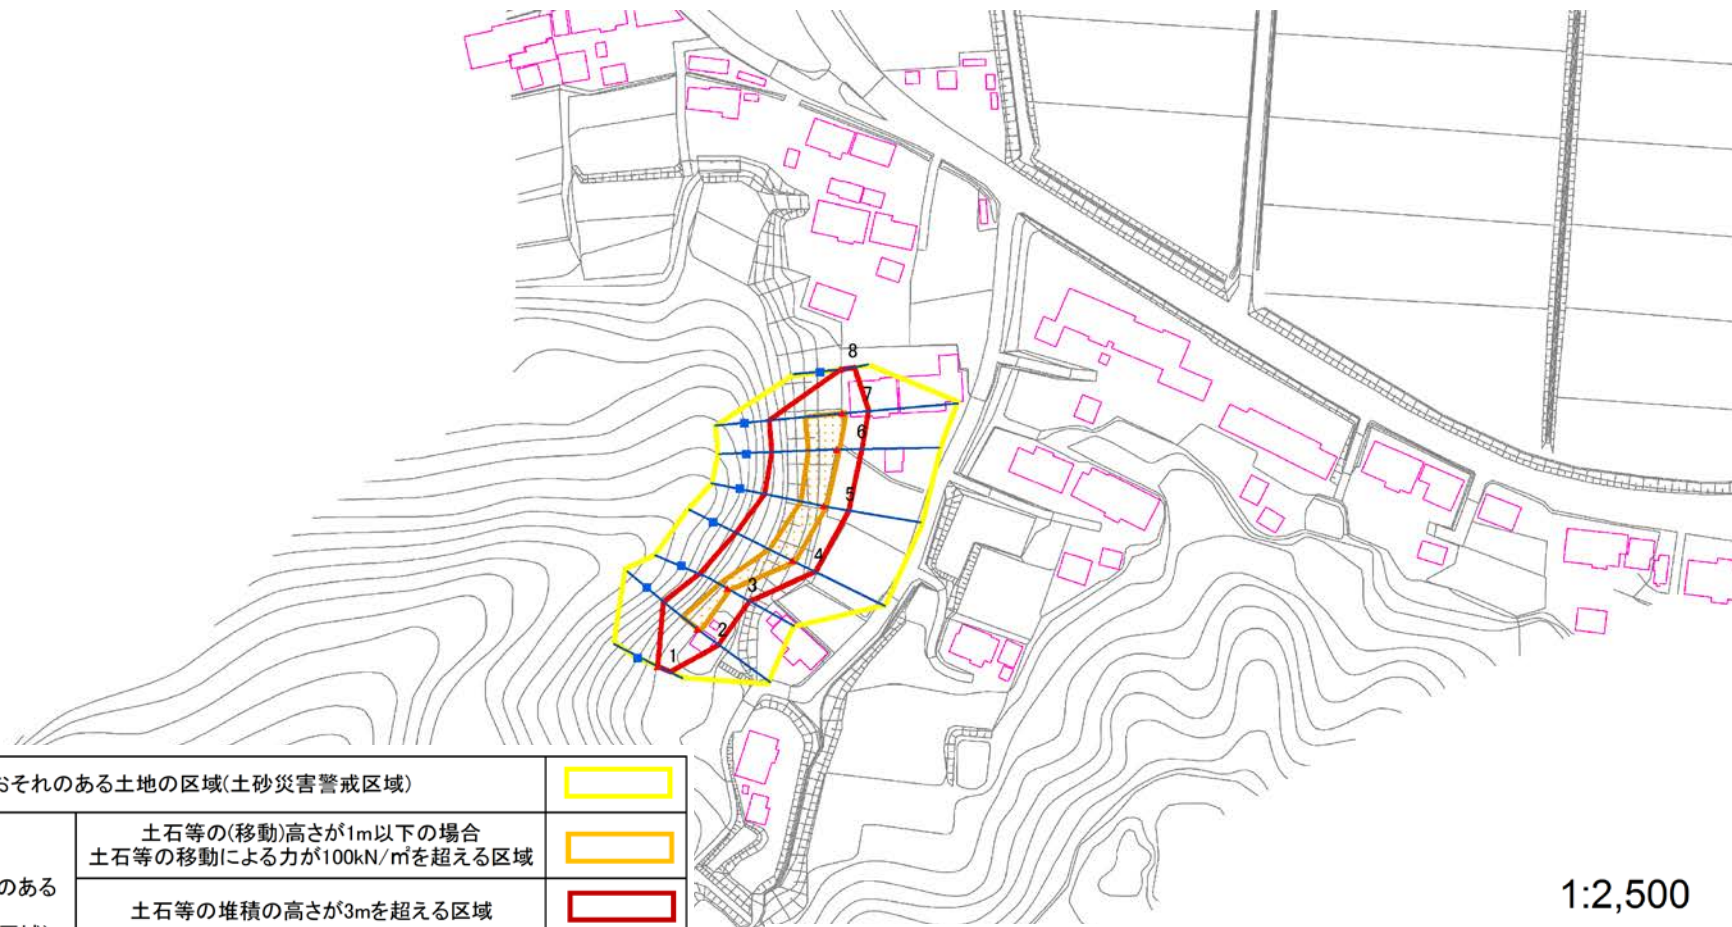 8
7
6
5
4
3
2
1
おそれのある土地の区域(土砂災害警戒区域)
土石等の(移動)高さが1m以下の場合
土石等の移動による力が100kN/㎡を超える区域
のある
土石等の堆積の高さが3mを超える区域
1:2,500